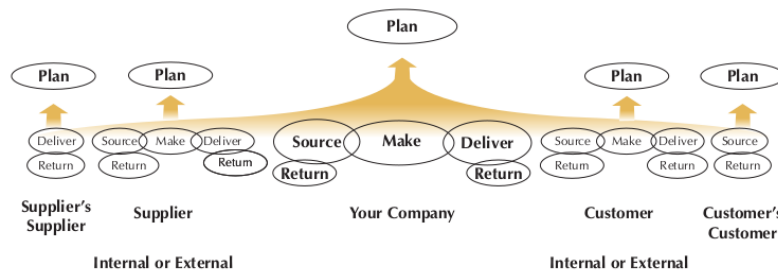 Plan
Plan
Plan
Plan
Plan
Deliver
Source
Make
Deliver
Source
Make
Deliver
Source
Make
Deliver
Source
Return
Return
Return
Return
Return
Return
Return
Return
Supplier's
Supplier
Supplier
Your Company
Customer
Customer's
Customer
Internal or External
Internal or External